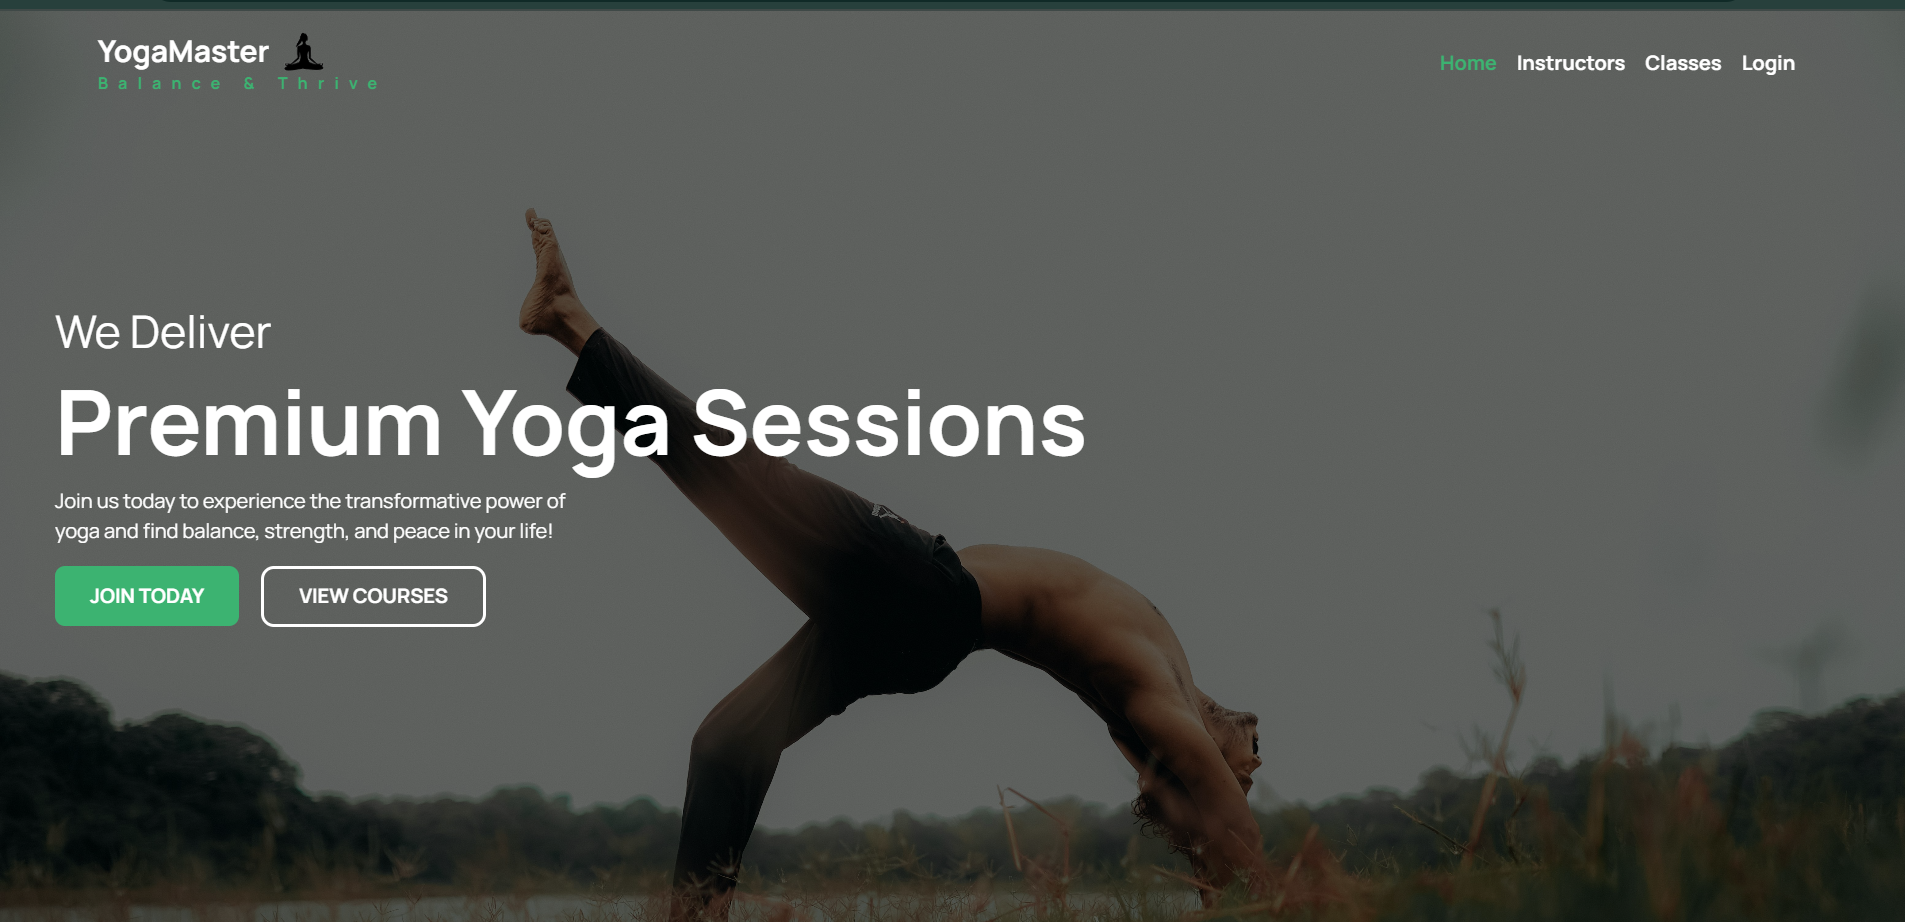 YogaMaster
Balance & Thrive
Home Instructors Classes Login
We Deliver
Premium Yoga Sessions
Join us today to experience the transformative power of
yoga and find balance, strength, and peace in your life!
JOIN TODAY VIEW COURSES